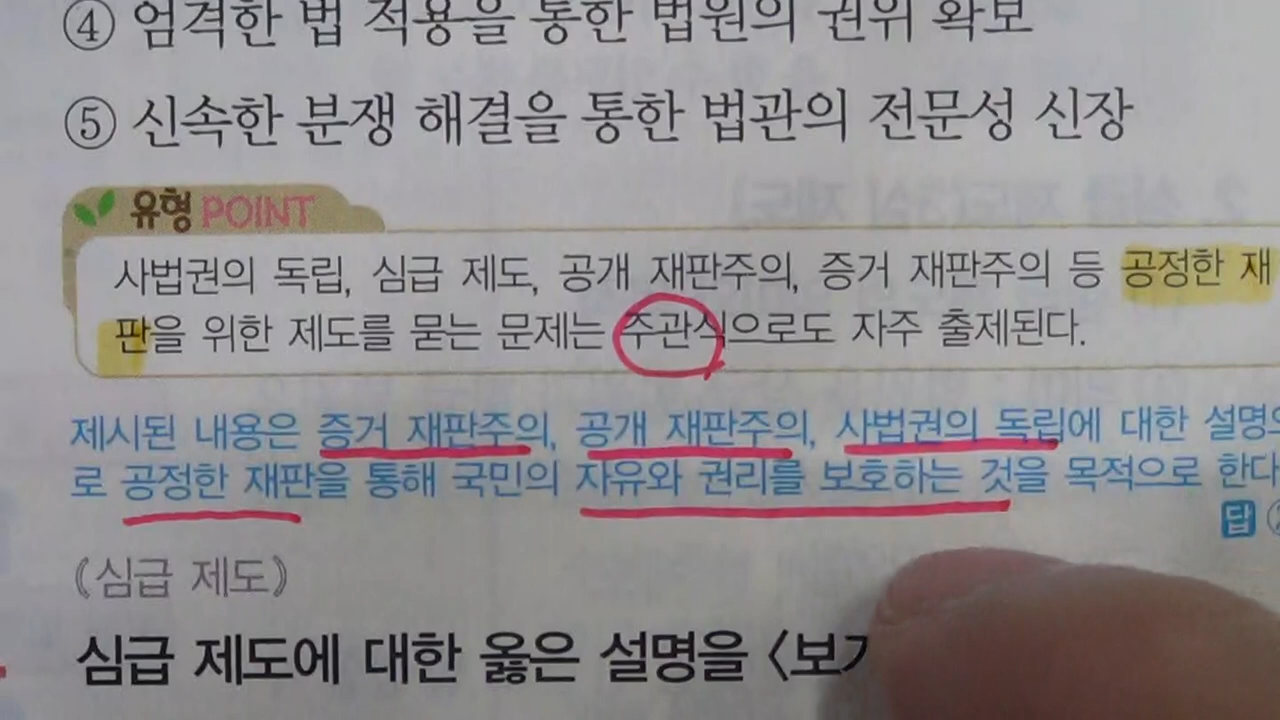 ④ 엄격한 법 적용을 통한 법원의 권위 확보
⑤ 신속한 분쟁 해결을 통한 법관의 전문성 신장
유형 POINT
사법권의 독립, 심급 제도, 공개 재판주의, 증거 재판주의 등 공정한 재
판을 위한 제도를 묻는 문제는 주관식으로도 자주 출제된다.
제시된 내용은 증거 재판주의, 공개 재판주의, 사법권의 독립에 대한 설명으
로 공정한 재판을 통해 국민의 자유와 권리를 보호하는 것을 목적으로 한다
답
《심급 제도》
심급 제도에 대한 옳은 설명을 〈보기